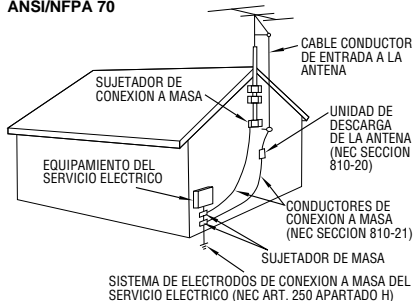 ANSI/NFPA 70
CABLE CONDUCTOR
DE ENTRADA A LA
ANTENA
SUJETADOR DE
CONEXION A MASA
UNIDAD DE
DESCARGA
DE LA ANTENA
(NEC SECCION
810-20)
EQUIPAMIENTO DEL
SERVICIO ELECTRICO
CONDUCTORES DE
CONEXION A MASA
(NEC SECCION 810-21)
SUJETADOR DE MASA
SISTEMA DE ELECTRODOS DE CONEXION A MASA DEL
SERVICIO ELECTRICO (NEC ART. 250 APARTADO H)